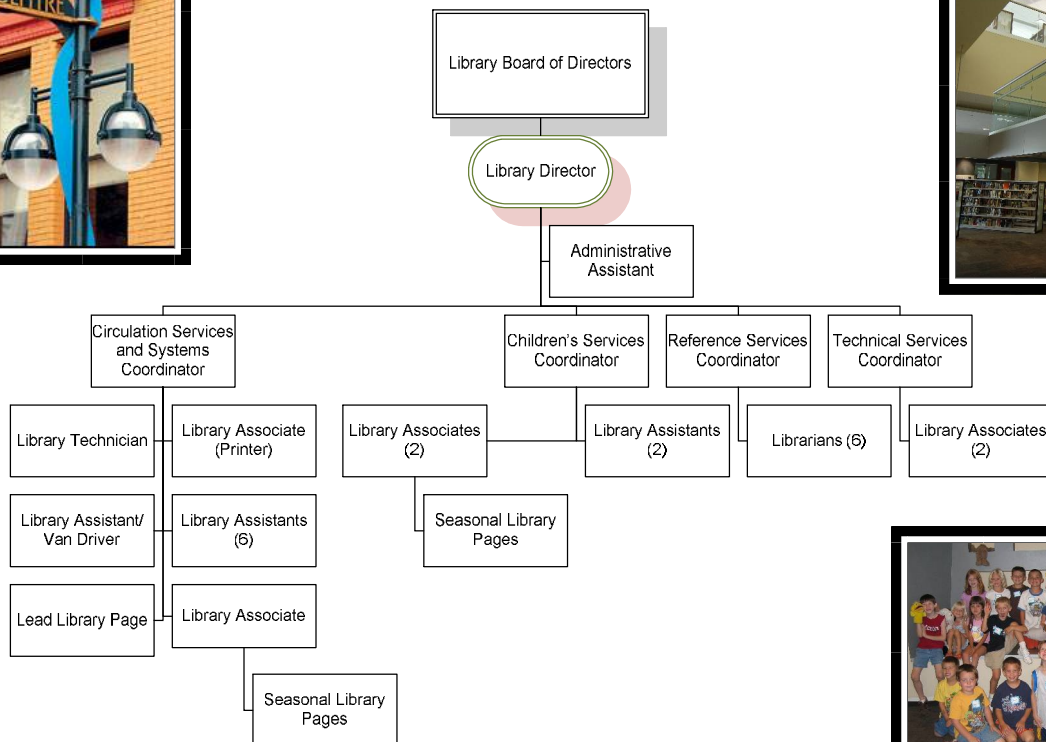 Library Board of Directors
Library Director
Administrative
Assistant
Circulation Services
and Systems
Coordinator
Children's Services
Coordinator
Reference Services
Coordinator
Technical Services
Coordinator
Library Technician
Library Associate
(Printer)
Library Associates
(2)
Library Assistants
(2)
Librarians (6)
Library Associates
(2)
Library Assistant/
Van Driver
Library Assistants
(6)
Seasonal Library
Pages
Lead Library Page
Library Associate
Seasonal Library
Pages